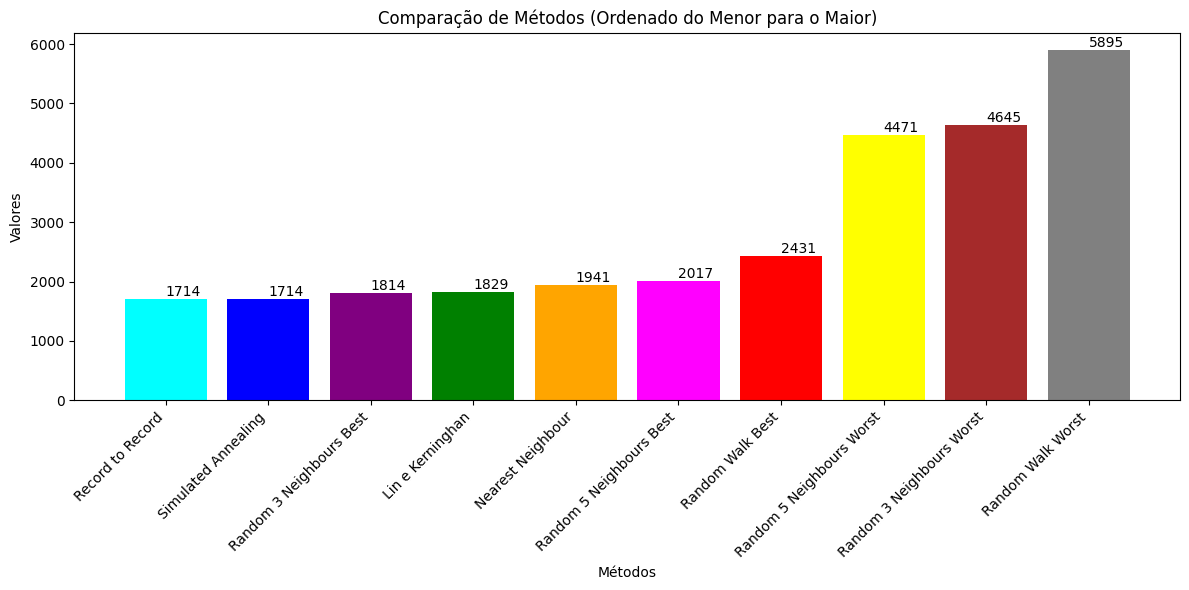 Comparação de Métodos (Ordenado do Menor para o Maior)
Valores
6000
5000
4000
3000
2000
1000
0
1714
1714
1814
1829
1941
2017
2431
4471
4645
5895
Record to Record
Simulated Annealing
Random 3 Neighbours Best
Lin e Kerninghan
Nearest Neighbour
Random 5 Neighbours Best
Random Walk Best
Random 5 Neighbours Worst
Random 3 Neighbours Worst
Random Walk Worst
Métodos